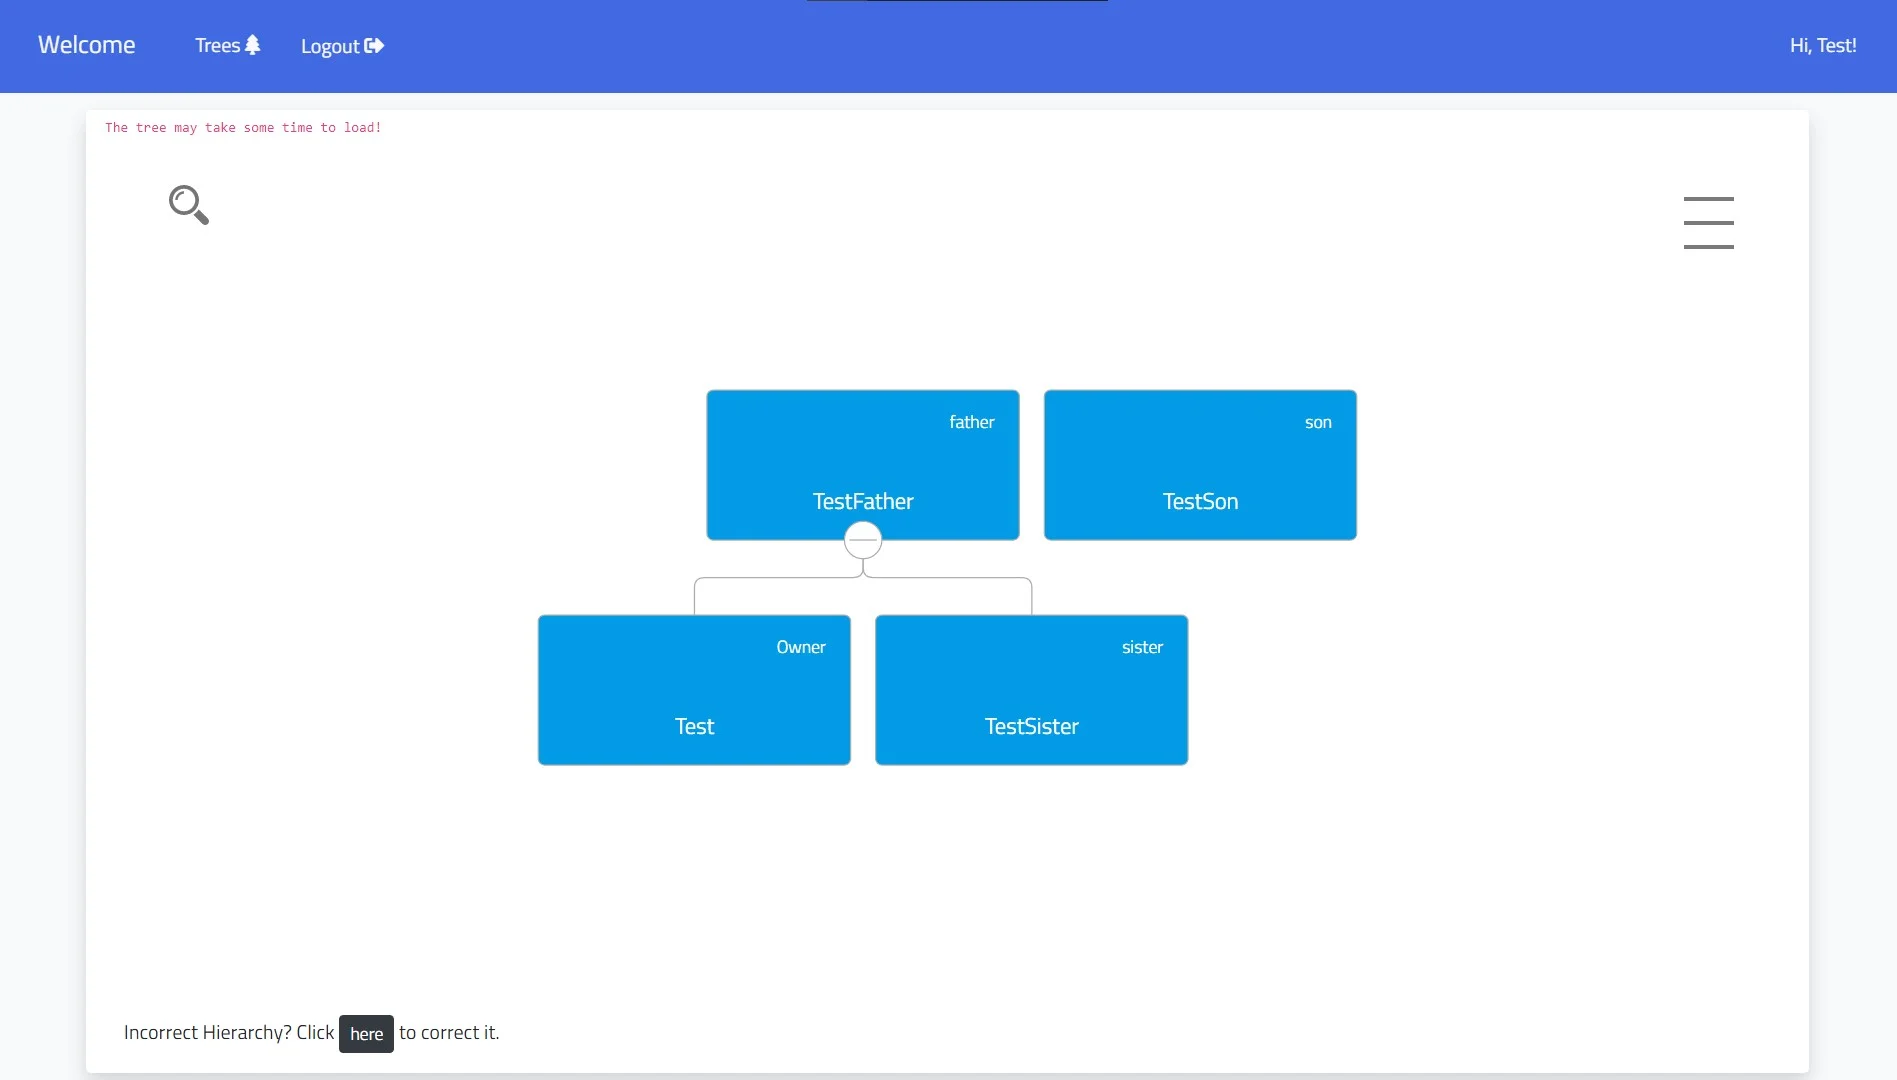 Welcome Trees Logout Hi, Test!
The tree may take some time to load!
father son
TestFather TestSon
Owner sister
Test TestSister
Incorrect Hierarchy? Click here to correct it.